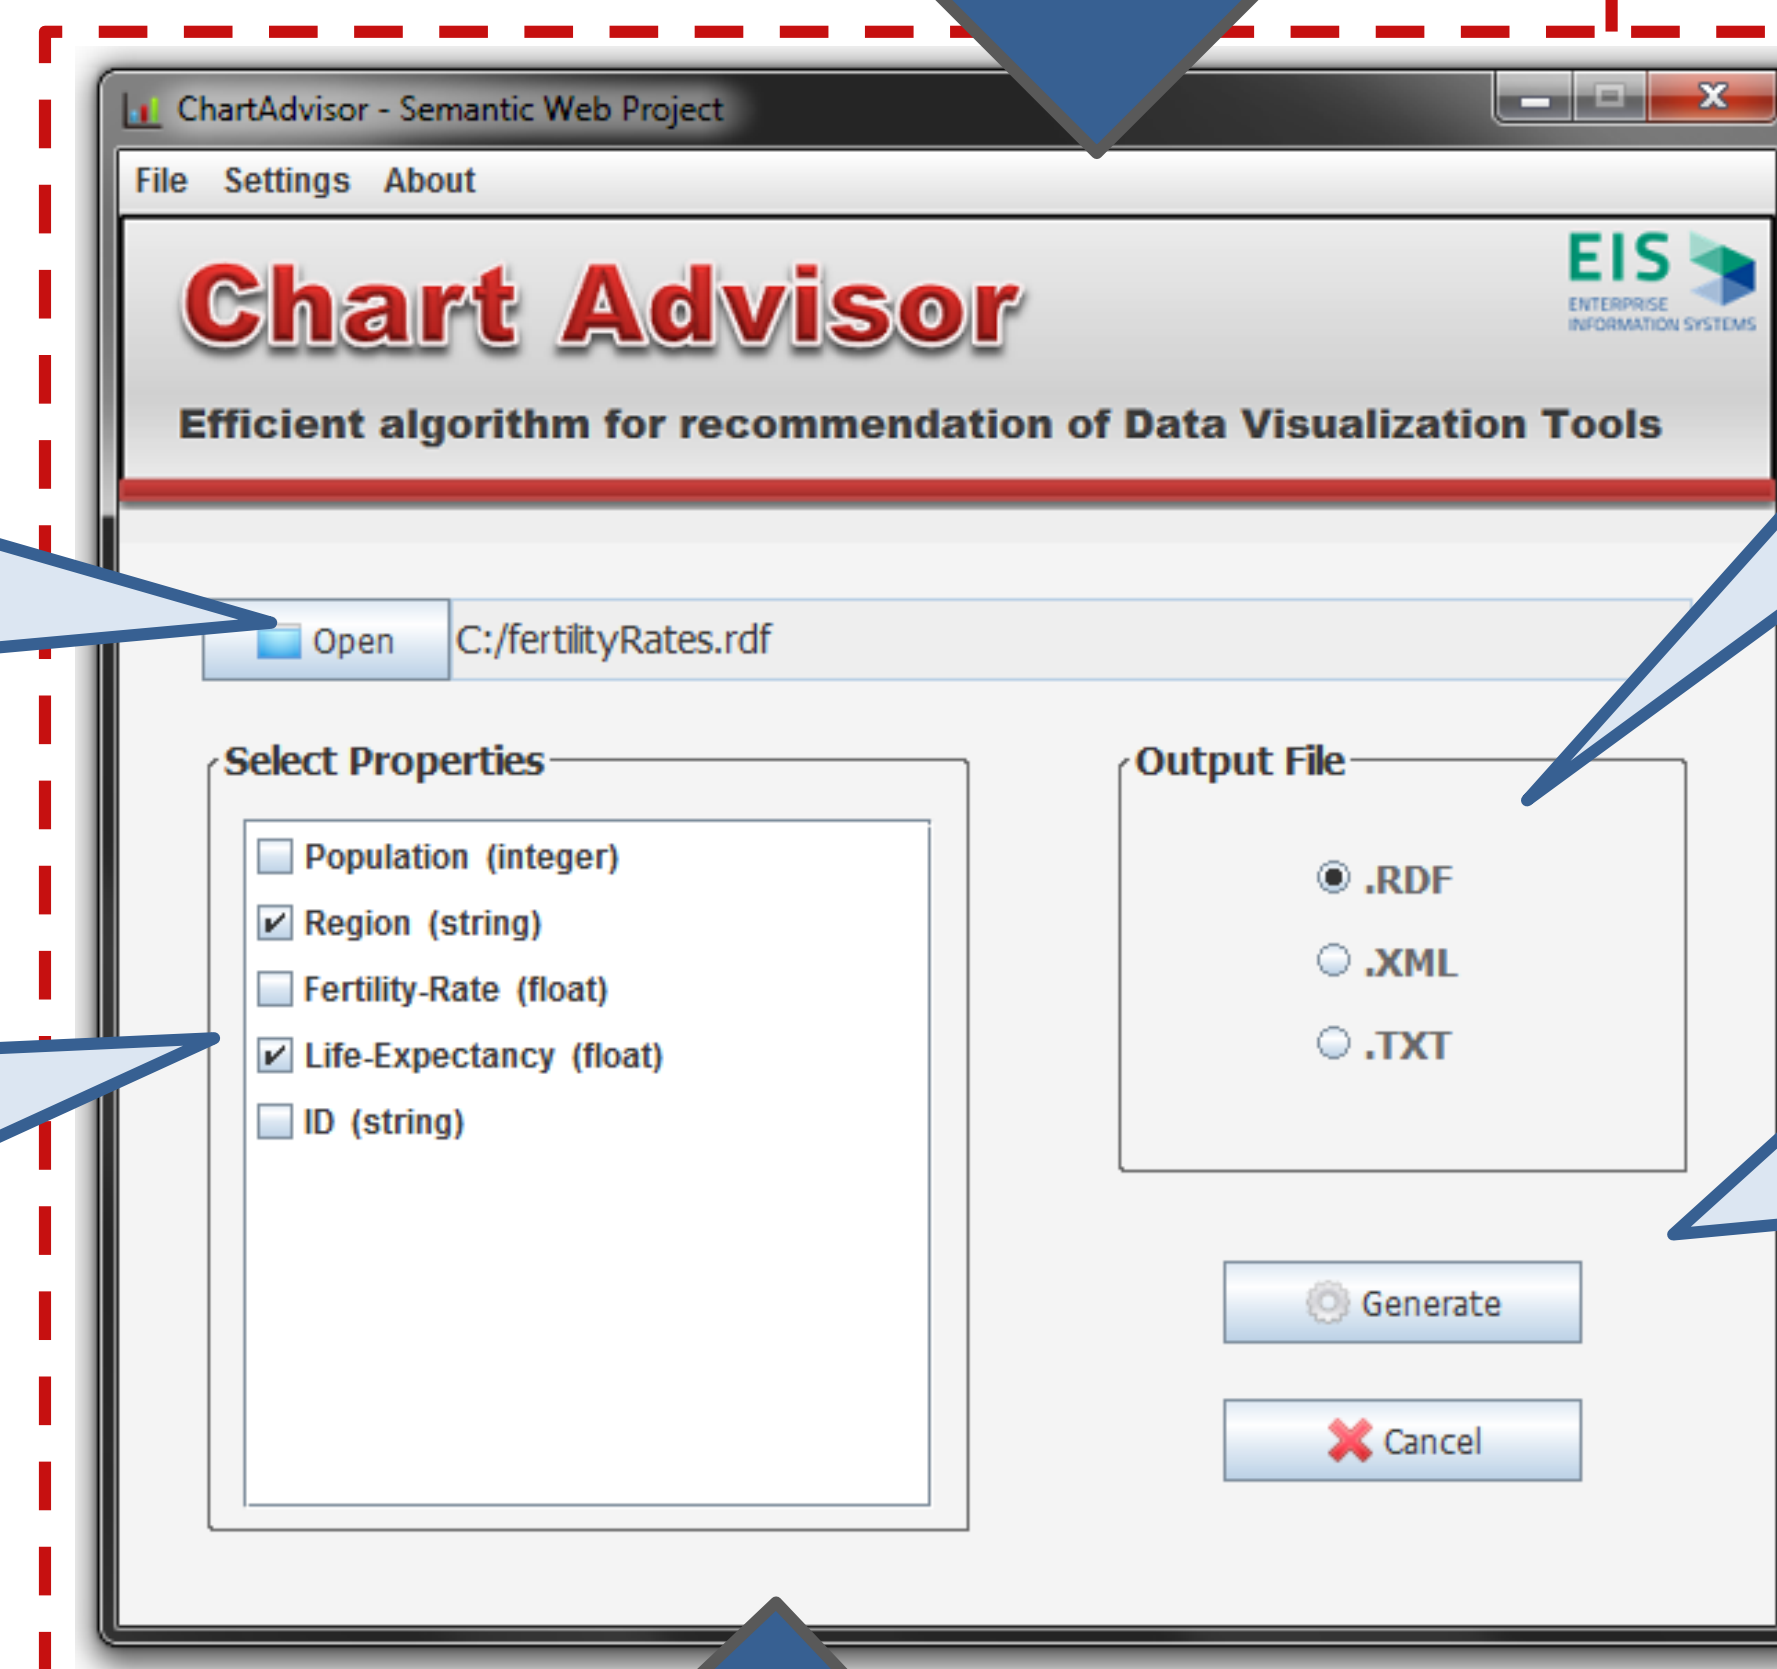 ChartAdvisor - Semantic Web Project
File Settings About
Chart Advisor
EIS
ENTERPRISE
INFORMATION SYSTEMS
Efficient algorithm for recommendation of Data Visualization Tools
Open C:/fertilityRates.rdf
Select Properties
Population (integer)
Region (string)
Fertility-Rate (float)
Life-Expectancy (float)
ID (string)
Output File
.RDF
.XML
.TXT
Generate
Cancel